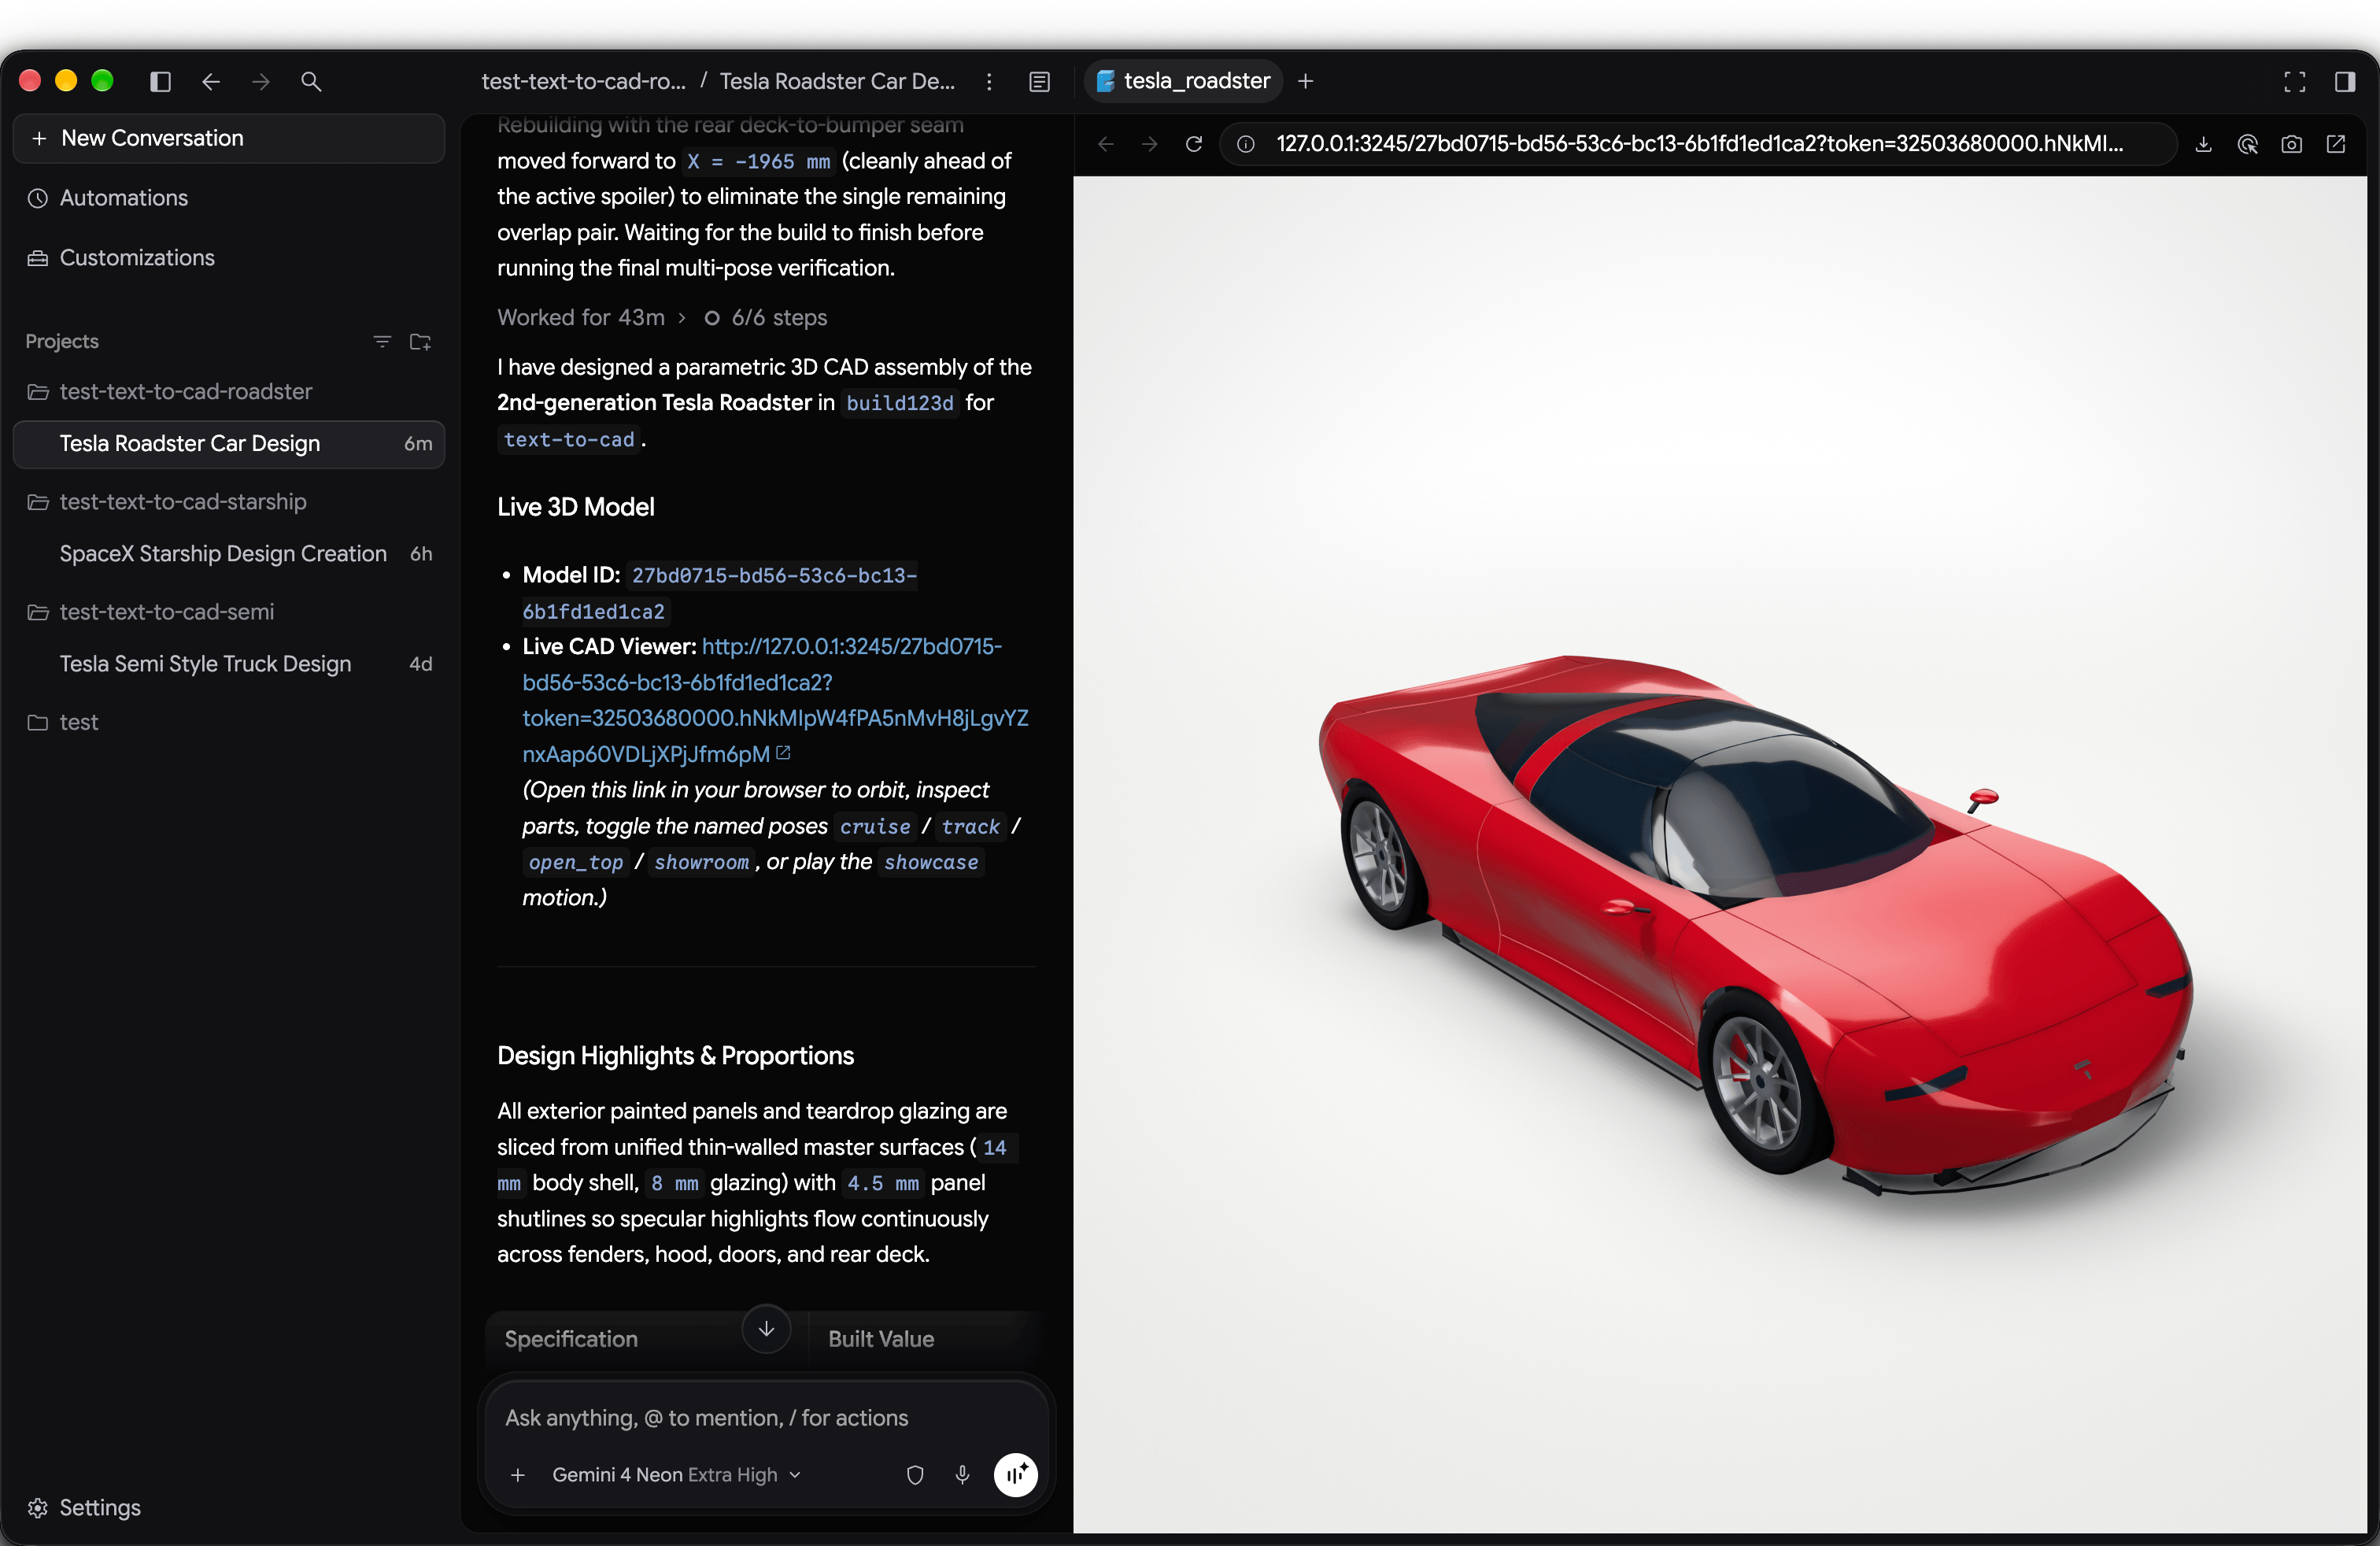 test-text-to-cad-ro... / Tesla Roadster Car De...
tesla_roadster
New Conversation
Automations
Customizations
Projects
test-text-to-cad-roadster
Tesla Roadster Car Design 6m
test-text-to-cad-starship
SpaceX Starship Design Creation 6h
test-text-to-cad-semi
Tesla Semi Style Truck Design 4d
test
Settings
Rebuilding with the rear deck-to-bumper seam
moved forward to X = -1965 mm (cleanly ahead of
the active spoiler) to eliminate the single remaining
overlap pair. Waiting for the build to finish before
running the final multi-pose verification.
Worked for 43m > 6/6 steps
I have designed a parametric 3D CAD assembly of the
2nd-generation Tesla Roadster in build123d for
text-to-cad.
Live 3D Model
• Model ID: 27bd0715-bd56-53c6-bc13-
6b1fd1ed1ca2
• Live CAD Viewer: http://127.0.0.1:3245/27bd0715-
bd56-53c6-bc13-6b1fd1ed1ca2?
token=32503680000.hNkMIpW4fPA5nMvH8jLgvYZ
nxAap60VDLjXPjJfm6pM
(Open this link in your browser to orbit, inspect
parts, toggle the named poses cruise / track /
open_top / showroom, or play the showcase
motion.)
Design Highlights & Proportions
All exterior painted panels and teardrop glazing are
sliced from unified thin-walled master surfaces ( 14
mm body shell, 8 mm glazing) with 4.5 mm panel
shutlines so specular highlights flow continuously
across fenders, hood, doors, and rear deck.
Specification Built Value
Ask anything, @ to mention, / for actions
Gemini 4 Neon Extra High
127.0.0.1:3245/27bd0715-bd56-53c6-bc13-6b1fd1ed1ca2?token=32503680000.hNkMI...